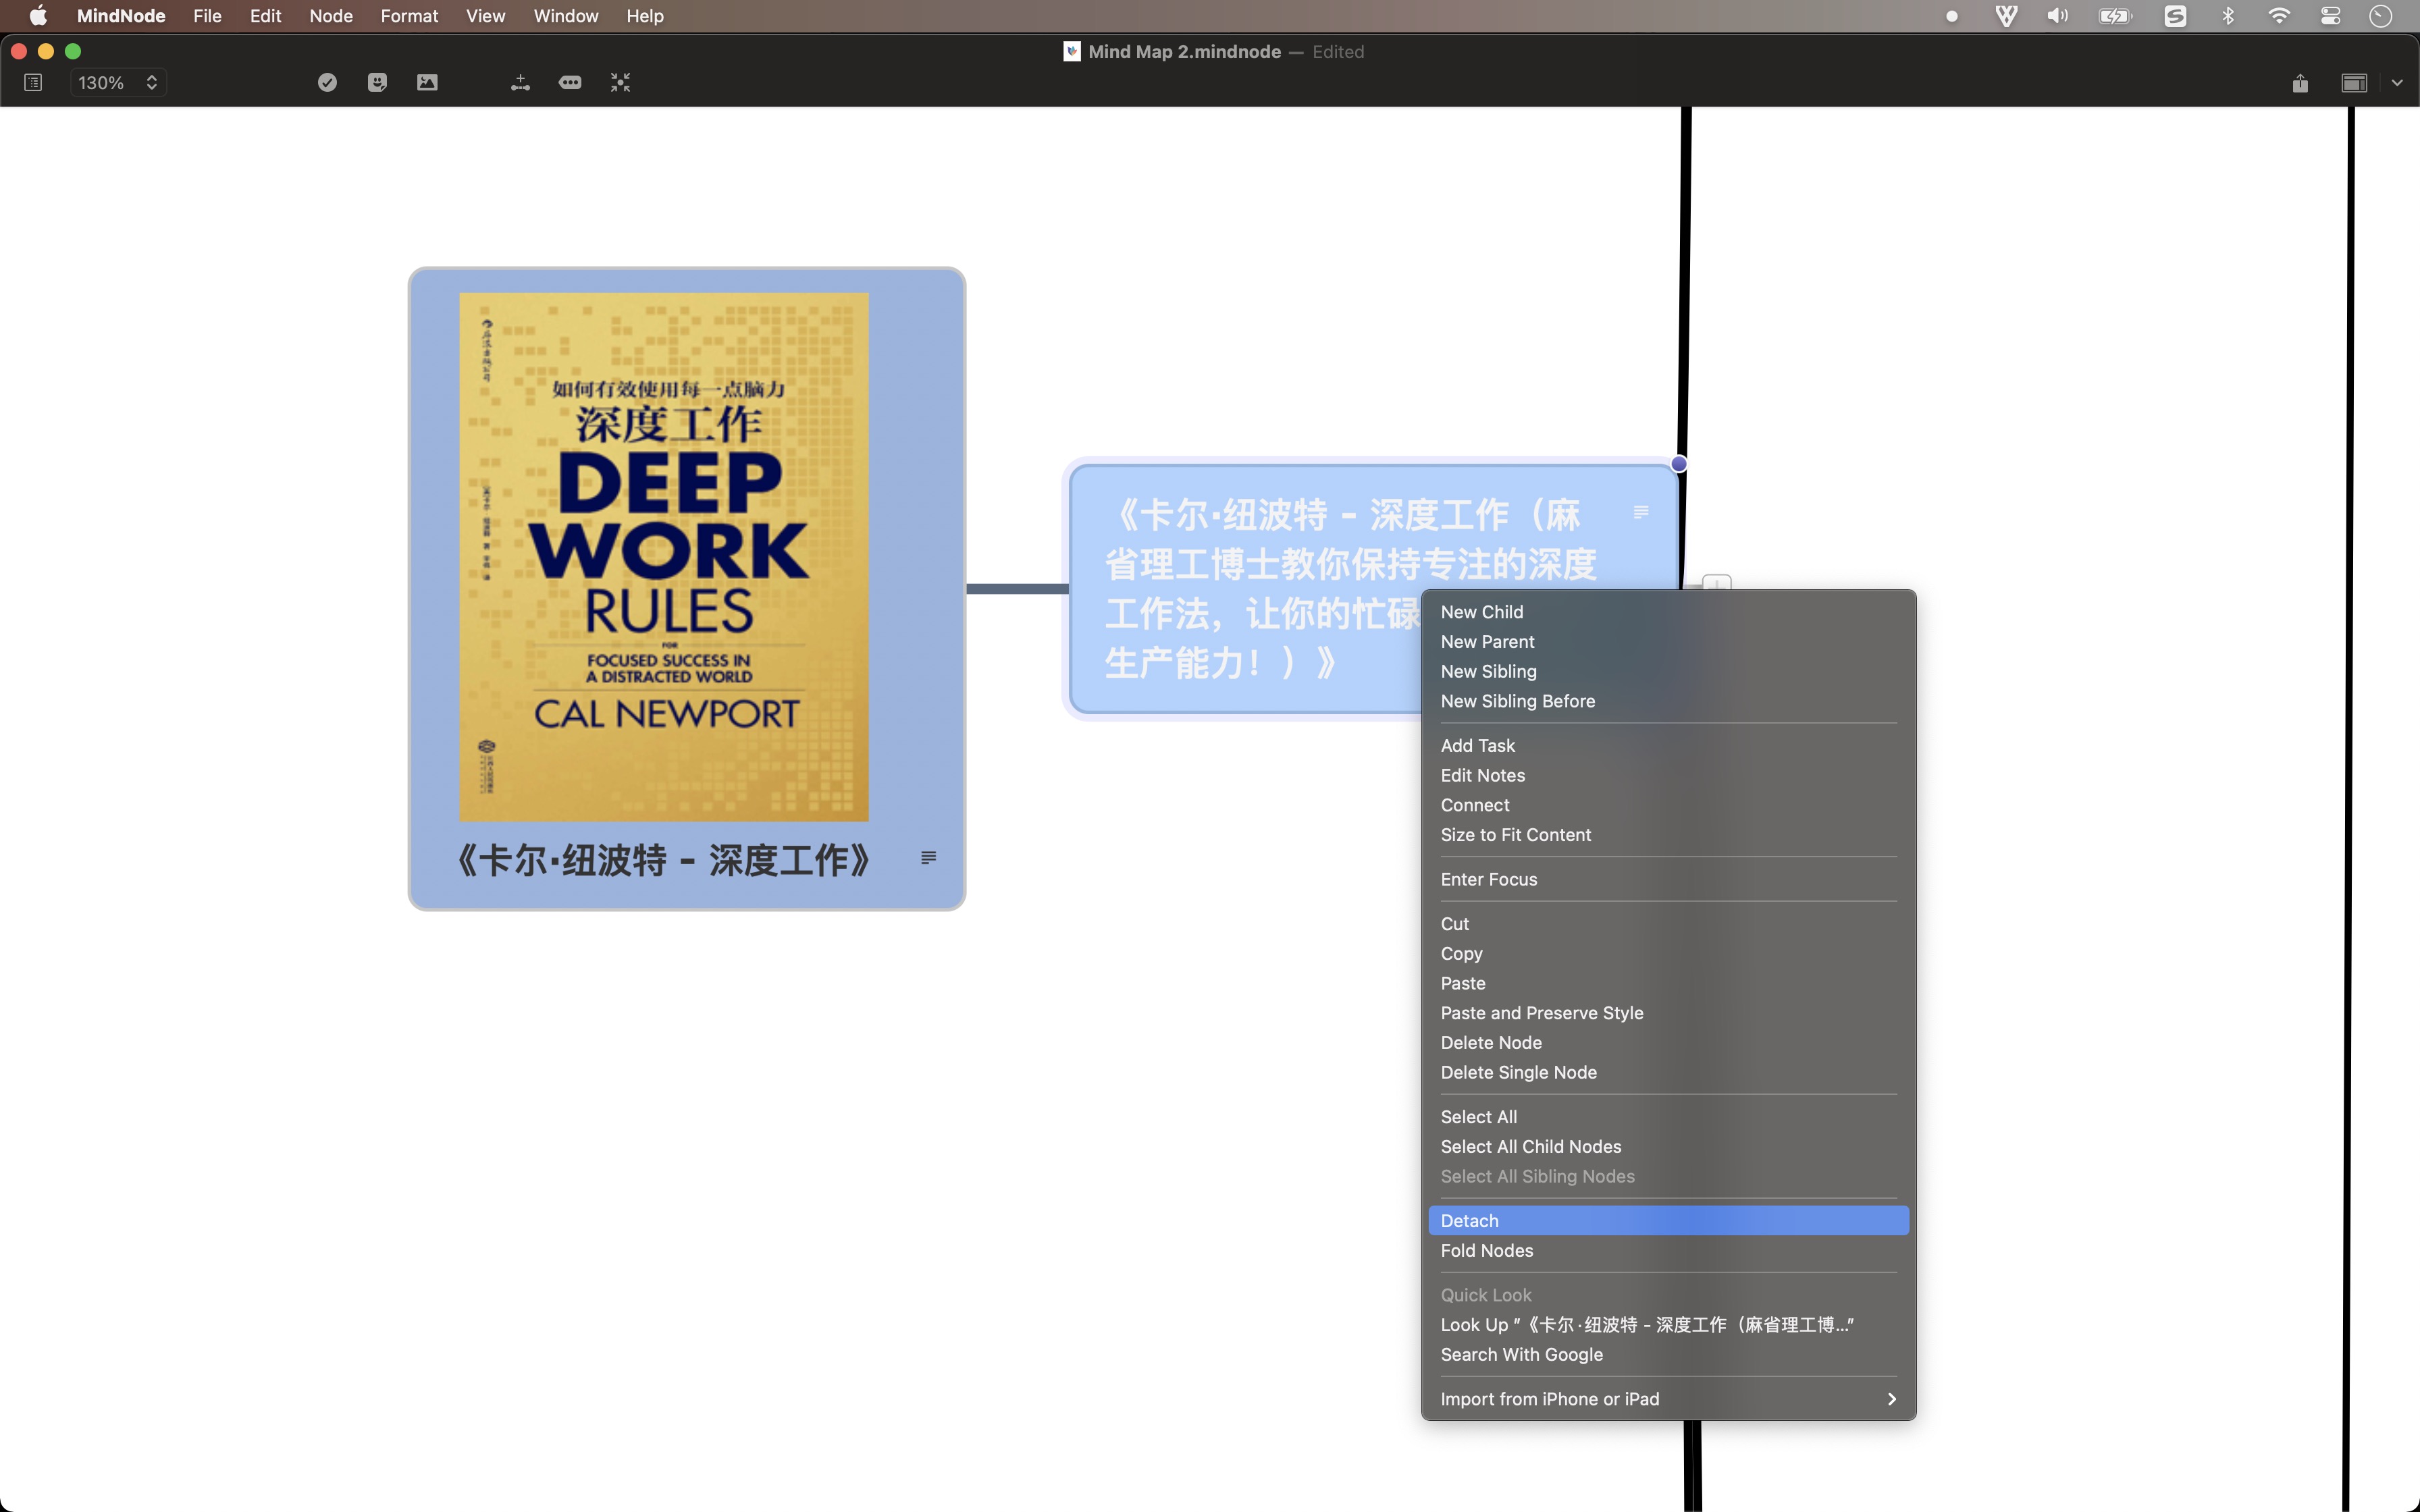 MindNode File Edit Node Format View Window Help
Mind Map 2.mindnode — Edited
130%
如何有效使用每一点脑力
深度工作
DEEP
WORK
RULES
FOR
FOCUSED SUCCESS IN
A DISTRACTED WORLD
CAL NEWPORT
《卡尔·纽波特 - 深度工作》
《卡尔·纽波特 - 深度工作（麻
省理工博士教你保持专注的深度
工作法，让你的忙碌
生产能力！）》
New Child
New Parent
New Sibling
New Sibling Before
Add Task
Edit Notes
Connect
Size to Fit Content
Enter Focus
Cut
Copy
Paste
Paste and Preserve Style
Delete Node
Delete Single Node
Select All
Select All Child Nodes
Select All Sibling Nodes
Detach
Fold Nodes
Quick Look
Look Up "《卡尔·纽波特 - 深度工作（麻省理工博..."
Search With Google
Import from iPhone or iPad